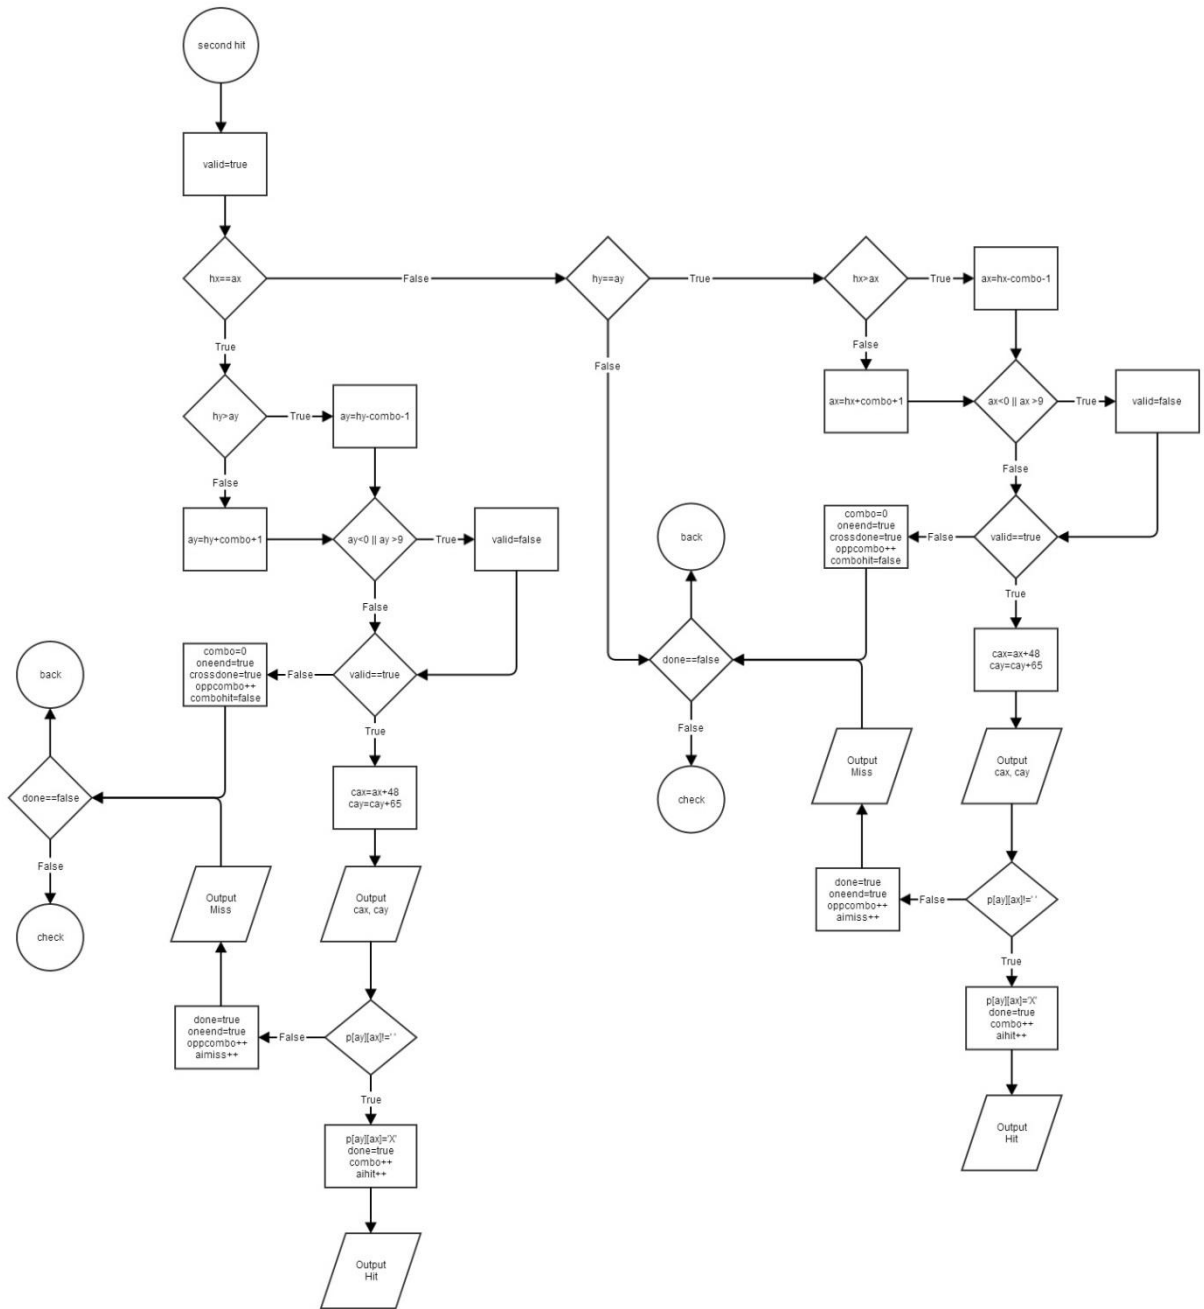 second hit
valid=true
hx==ax
False
hy==ay
True
hx>ax
True
ax=hx-combo-1
True
False
False
hy>ay
True
ay=hy-combo-1
ax=hx+combo+1
ax<0 || ax >9
True
valid=false
False
False
ay=hy+combo+1
ay<0 || ay >9
True
valid=false
back
combo=0
oneend=true
crossdone=true
oppcombo++
combohit=false
False
valid==true
False
True
back
combo=0
oneend=true
crossdone=true
oppcombo++
combohit=false
False
valid==true
done==false
cax=ax+48
cay=cay+65
False
True
done==false
cax=ax+48
cay=cay+65
check
Output
Miss
Output
cax, cay
False
check
Output
Miss
Output
cax, cay
done=true
oneend=true
oppcombo++
aimiss++
False
p[ay][ax]!=' '
True
done=true
oneend=true
oppcombo++
aimiss++
False
p[ay][ax]!=' '
p[ay][ax]='X'
done=true
combo++
aihit++
True
p[ay][ax]='X'
done=true
combo++
aihit++
Output
Hit
Output
Hit